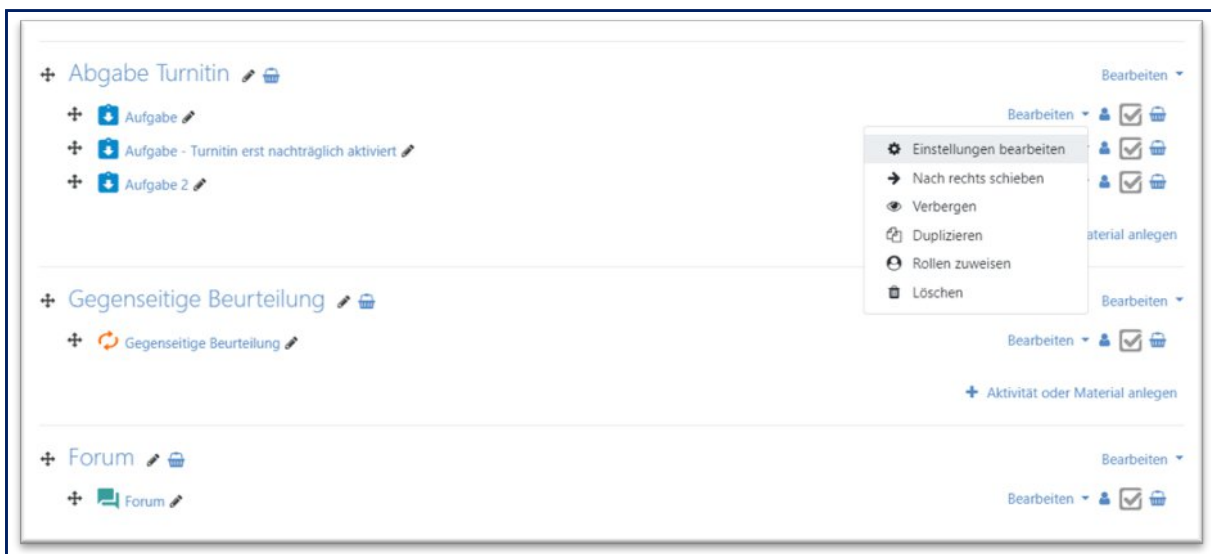 Abgabe Turnitin
Bearbeiten
Aufgabe
Bearbeiten
Aufgabe - Turnitin erst nachträglich aktiviert
Aufgabe 2
Einstellungen bearbeiten
Nach rechts schieben
Verbergen
Duplizieren
Rollen zuweisen
Löschen
aterial anlegen
Gegenseitige Beurteilung
Bearbeiten
Gegenseitige Beurteilung
Bearbeiten
Aktivität oder Material anlegen
Forum
Bearbeiten
Forum
Bearbeiten